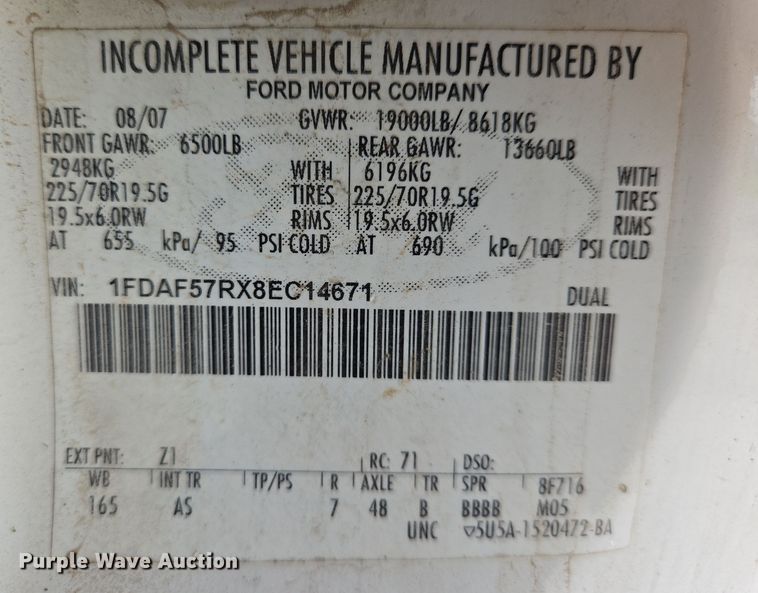 INCOMPLETE VEHICLE MANUFACTURED BY
FORD MOTOR COMPANY
DATE: 08/07 GVWR: 19000LB/ 8618KG
FRONT GAWR: 6500LB REAR GAWR: 13660LB
2948KG WITH 6196KG WITH
225/70R19.5G TIRES 225/70R19.5G TIRES
19.5x6.0RW RIMS 19.5x6.0RW RIMS
AT 655 kPa/ 95 PSI COLD AT 690 kPa/100 PSI COLD
VIN: 1FDAF57RX8EC14671 DUAL
EXT PNT: Z1 RC: 71 DSO:
WB INT TR TP/PS R AXLE TR SPR 8F716
165 AS 7 48 B BBBB M05
UNC ▽5U5A-1520472-BA
Purple Wave Auction